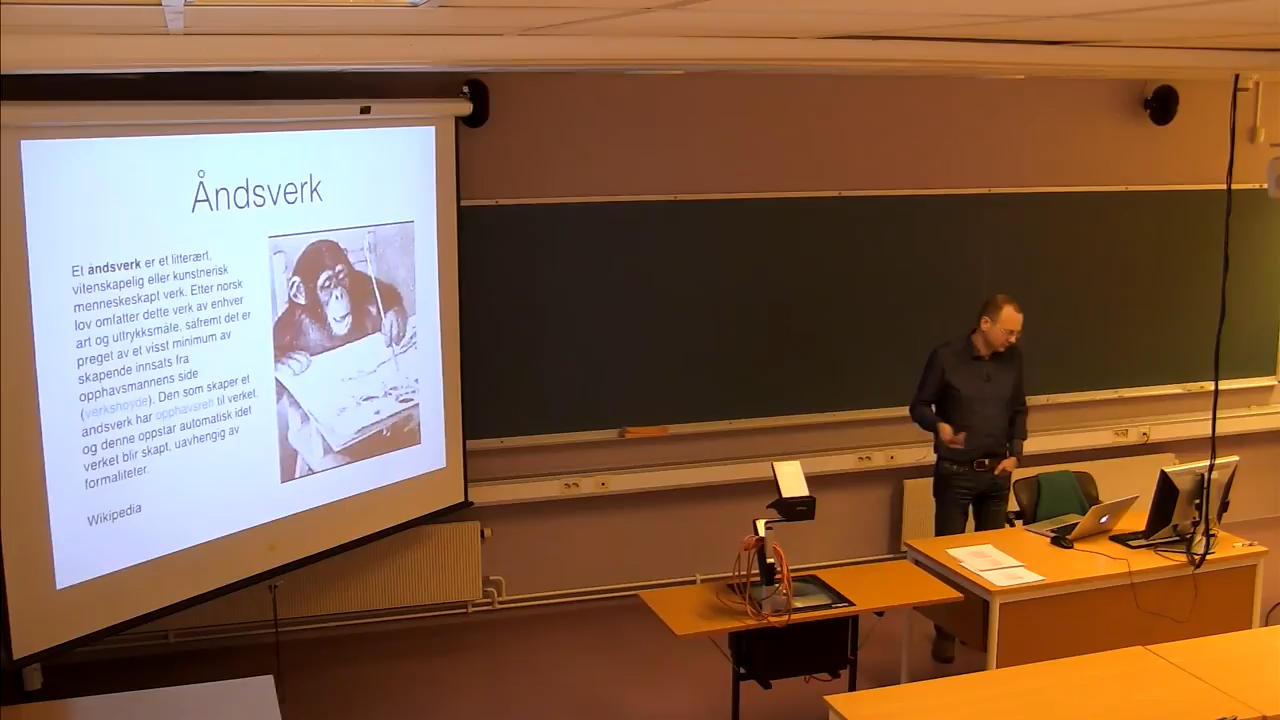 Åndsverk
Et åndsverk er et litterært,
vitenskapelig eller kunstnerisk
menneskeskapt verk. Etter norsk
lov omfatter dette verk av enhver
art og uttrykksmåte, såfremt det er
preget av et visst minimum av
skapende innsats fra
opphavsmannens side
(verkshøyde). Den som skaper et
åndsverk har opphavsrett til verket,
og denne oppstår automatisk idet
verket blir skapt, uavhengig av
formaliteter.
Wikipedia